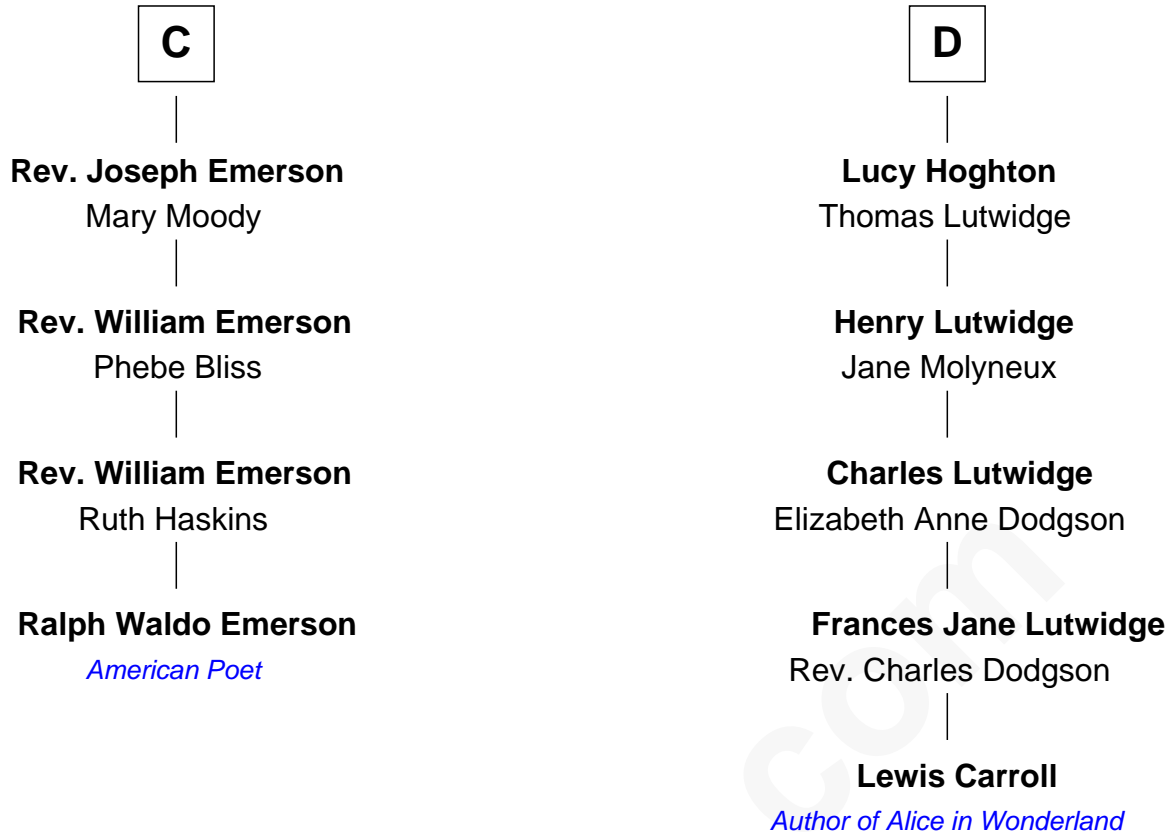 C
Rev. Joseph Emerson
Mary Moody
Rev. William Emerson
Phebe Bliss
Rev. William Emerson
Ruth Haskins
Ralph Waldo Emerson
American Poet
D
Lucy Hoghton
Thomas Lutwidge
Henry Lutwidge
Jane Molyneux
Charles Lutwidge
Elizabeth Anne Dodgson
Frances Jane Lutwidge
Rev. Charles Dodgson
Lewis Carroll
Author of Alice in Wonderland
com